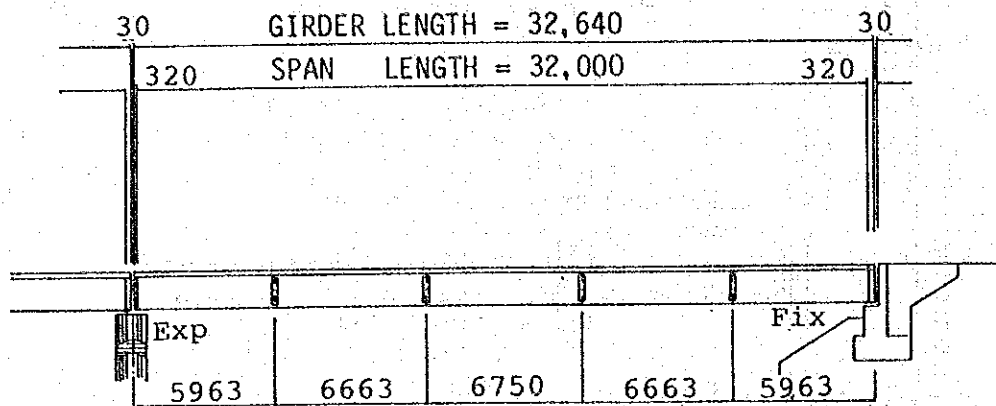 30 GIRDER LENGTH = 32,640 30
320 SPAN LENGTH = 32,000 320
Exp Fix
5963 6663 6750 6663 5963